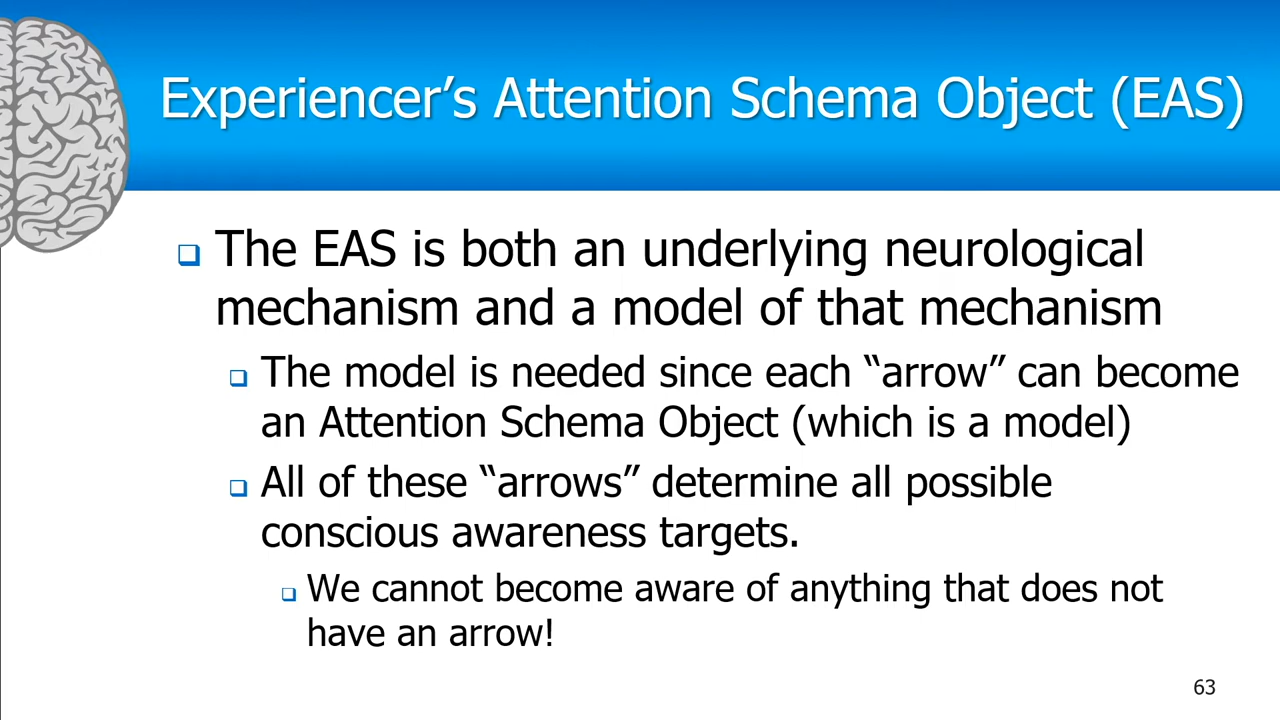 Experiencer’s Attention Schema Object (EAS)
The EAS is both an underlying neurological
mechanism and a model of that mechanism
The model is needed since each “arrow” can become
an Attention Schema Object (which is a model)
All of these “arrows” determine all possible
conscious awareness targets.
We cannot become aware of anything that does not
have an arrow!
63